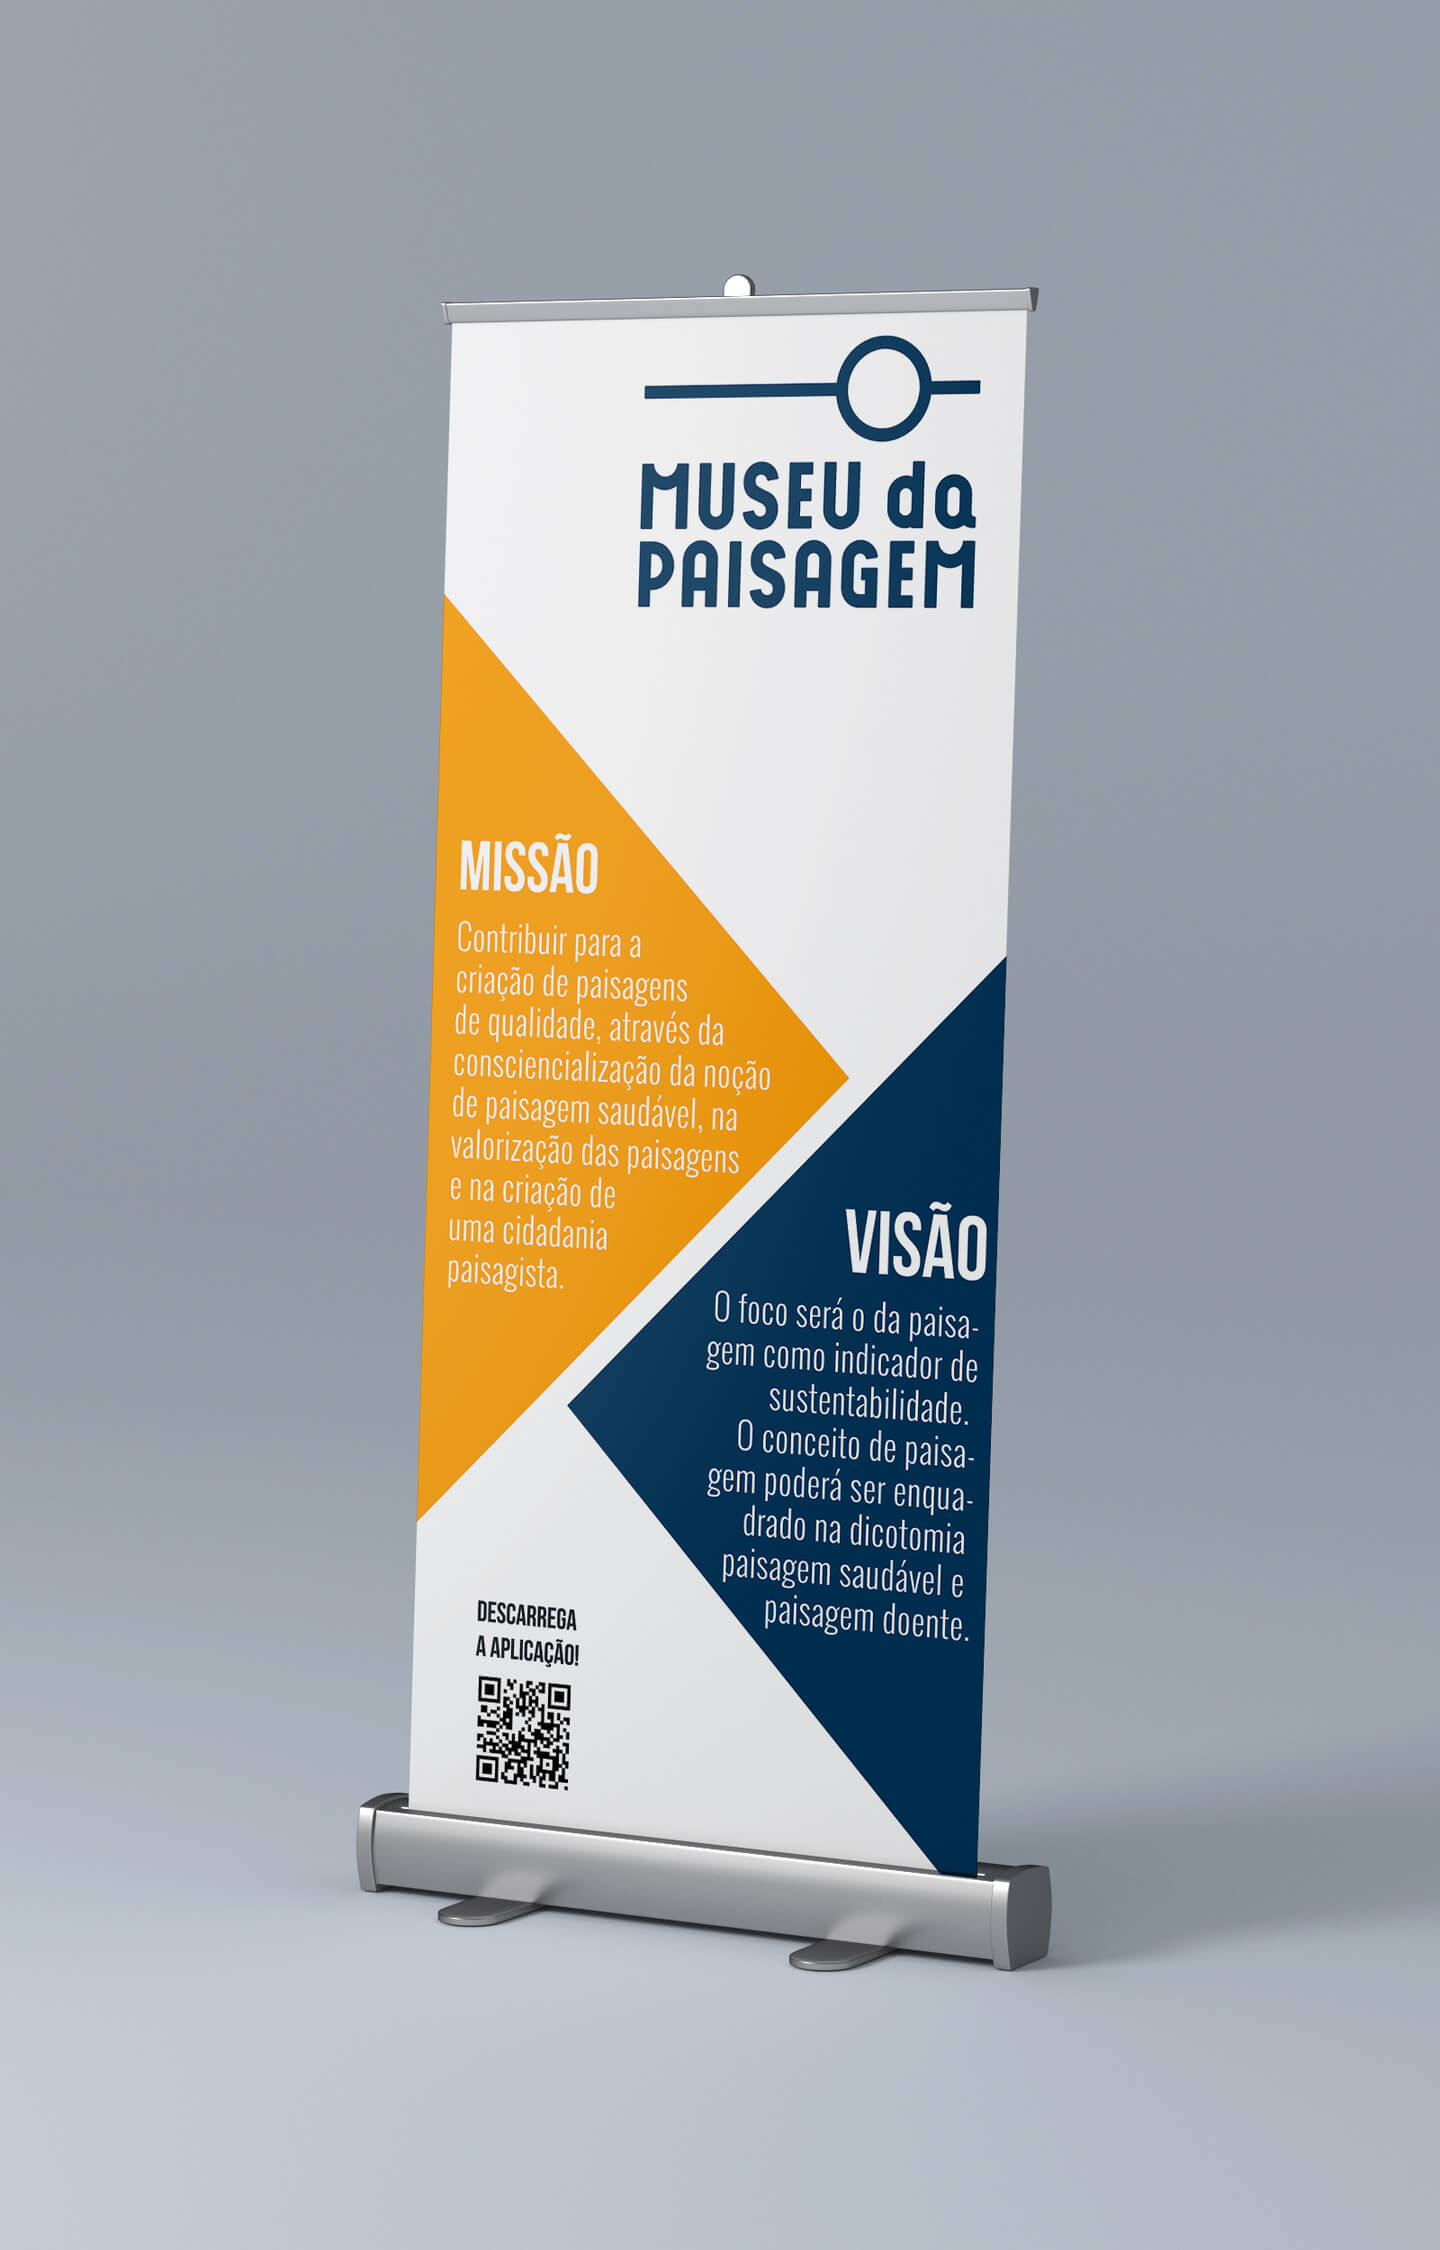 MUSEU da
PAISAGEM
MISSÃO
Contribuir para a
criação de paisagens
de qualidade, através da
consciencialização da noção
de paisagem saudável, na
valorização das paisagens
e na criação de
uma cidadania
paisagista.
VISÃO
O foco será o da paisa-
gem como indicador de
sustentabilidade.
O conceito de paisa-
gem poderá ser enqua-
drado na dicotomia
paisagem saudável e
paisagem doente.
DESCARREGA
A APLICAÇÃO!